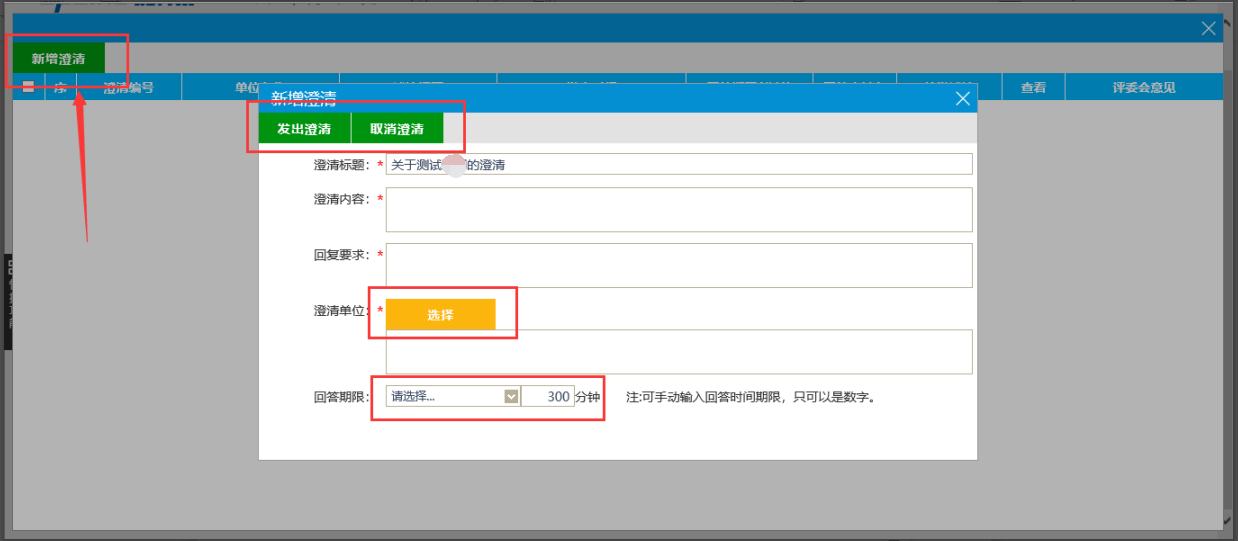 新增澄清
序 澄清编号 单位 查看 评委会意见
新增澄清
发出澄清 取消澄清
澄清标题：* 关于测试 的澄清
澄清内容：*
回复要求：*
澄清单位：* 选择
回答期限： 请选择... 300 分钟 注:可手动输入回答时间期限，只可以是数字。